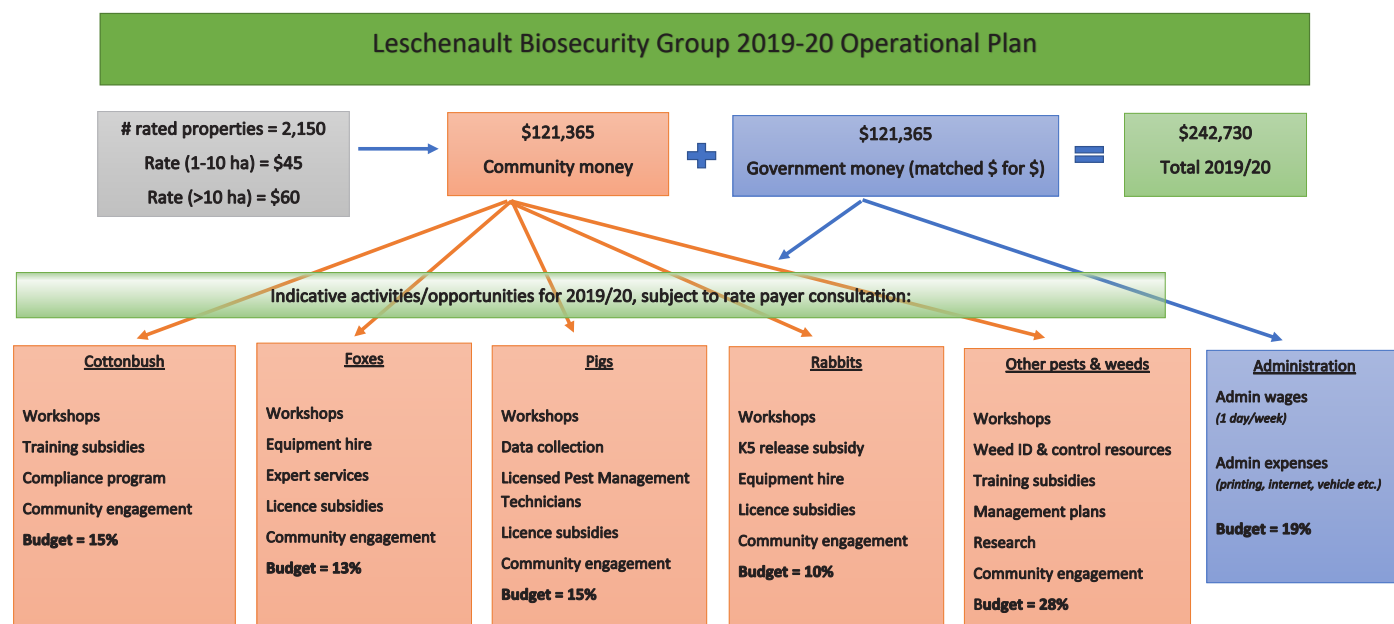 Leschenault Biosecurity Group 2019-20 Operational Plan
# rated properties = 2,150
Rate (1-10 ha) = $45
Rate (>10 ha) = $60
$121,365
Community money
$121,365
Government money (matched $ for $)
$242,730
Total 2019/20
Indicative activities/opportunities for 2019/20, subject to rate payer consultation:
Cottonbush
Workshops
Training subsidies
Compliance program
Community engagement
Budget = 15%
Foxes
Workshops
Equipment hire
Expert services
Licence subsidies
Community engagement
Budget = 13%
Pigs
Workshops
Data collection
Licensed Pest Management
Technicians
Licence subsidies
Community engagement
Budget = 15%
Rabbits
Workshops
K5 release subsidy
Equipment hire
Licence subsidies
Community engagement
Budget = 10%
Other pests & weeds
Workshops
Weed ID & control resources
Training subsidies
Management plans
Research
Community engagement
Budget = 28%
Administration
Admin wages
(1 day/week)
Admin expenses
(printing, internet, vehicle etc.)
Budget = 19%